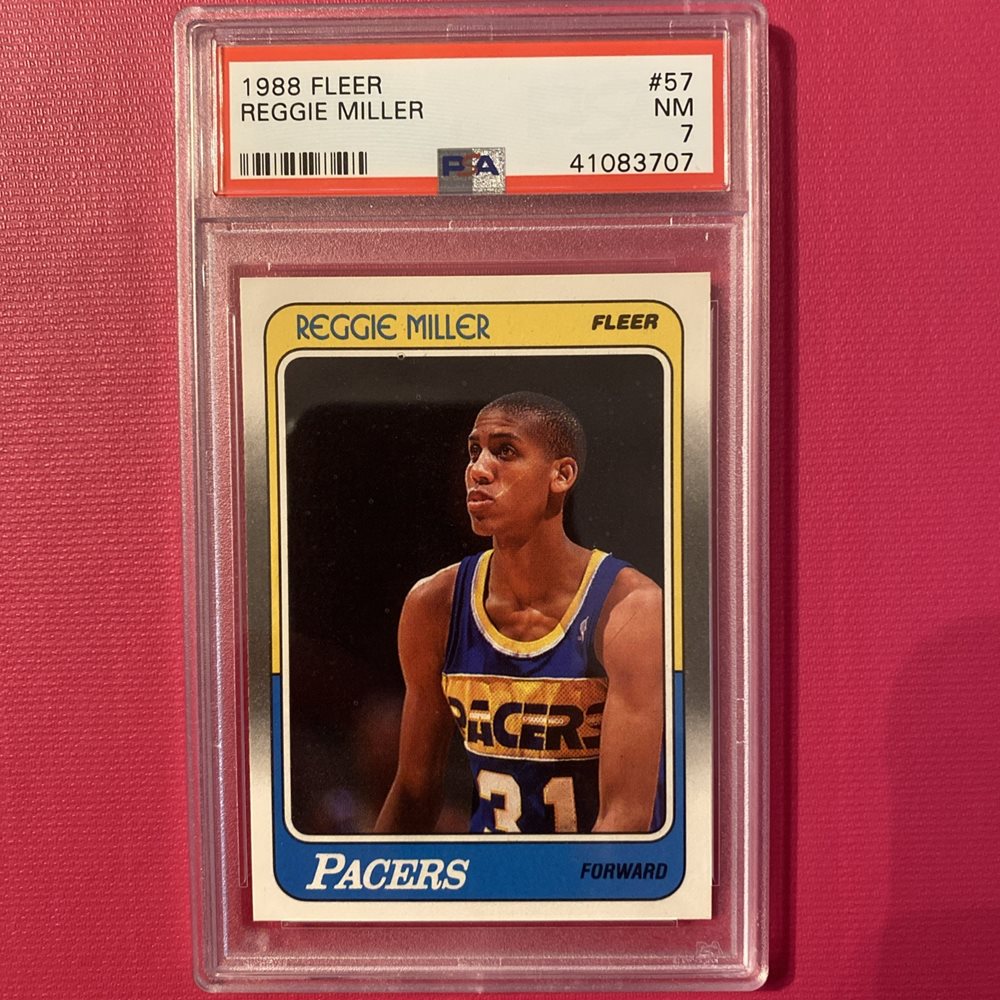 1988 FLEER #57
REGGIE MILLER NM
7
PSA 41083707
REGGIE MILLER FLEER
PACERS
31
PACERS FORWARD